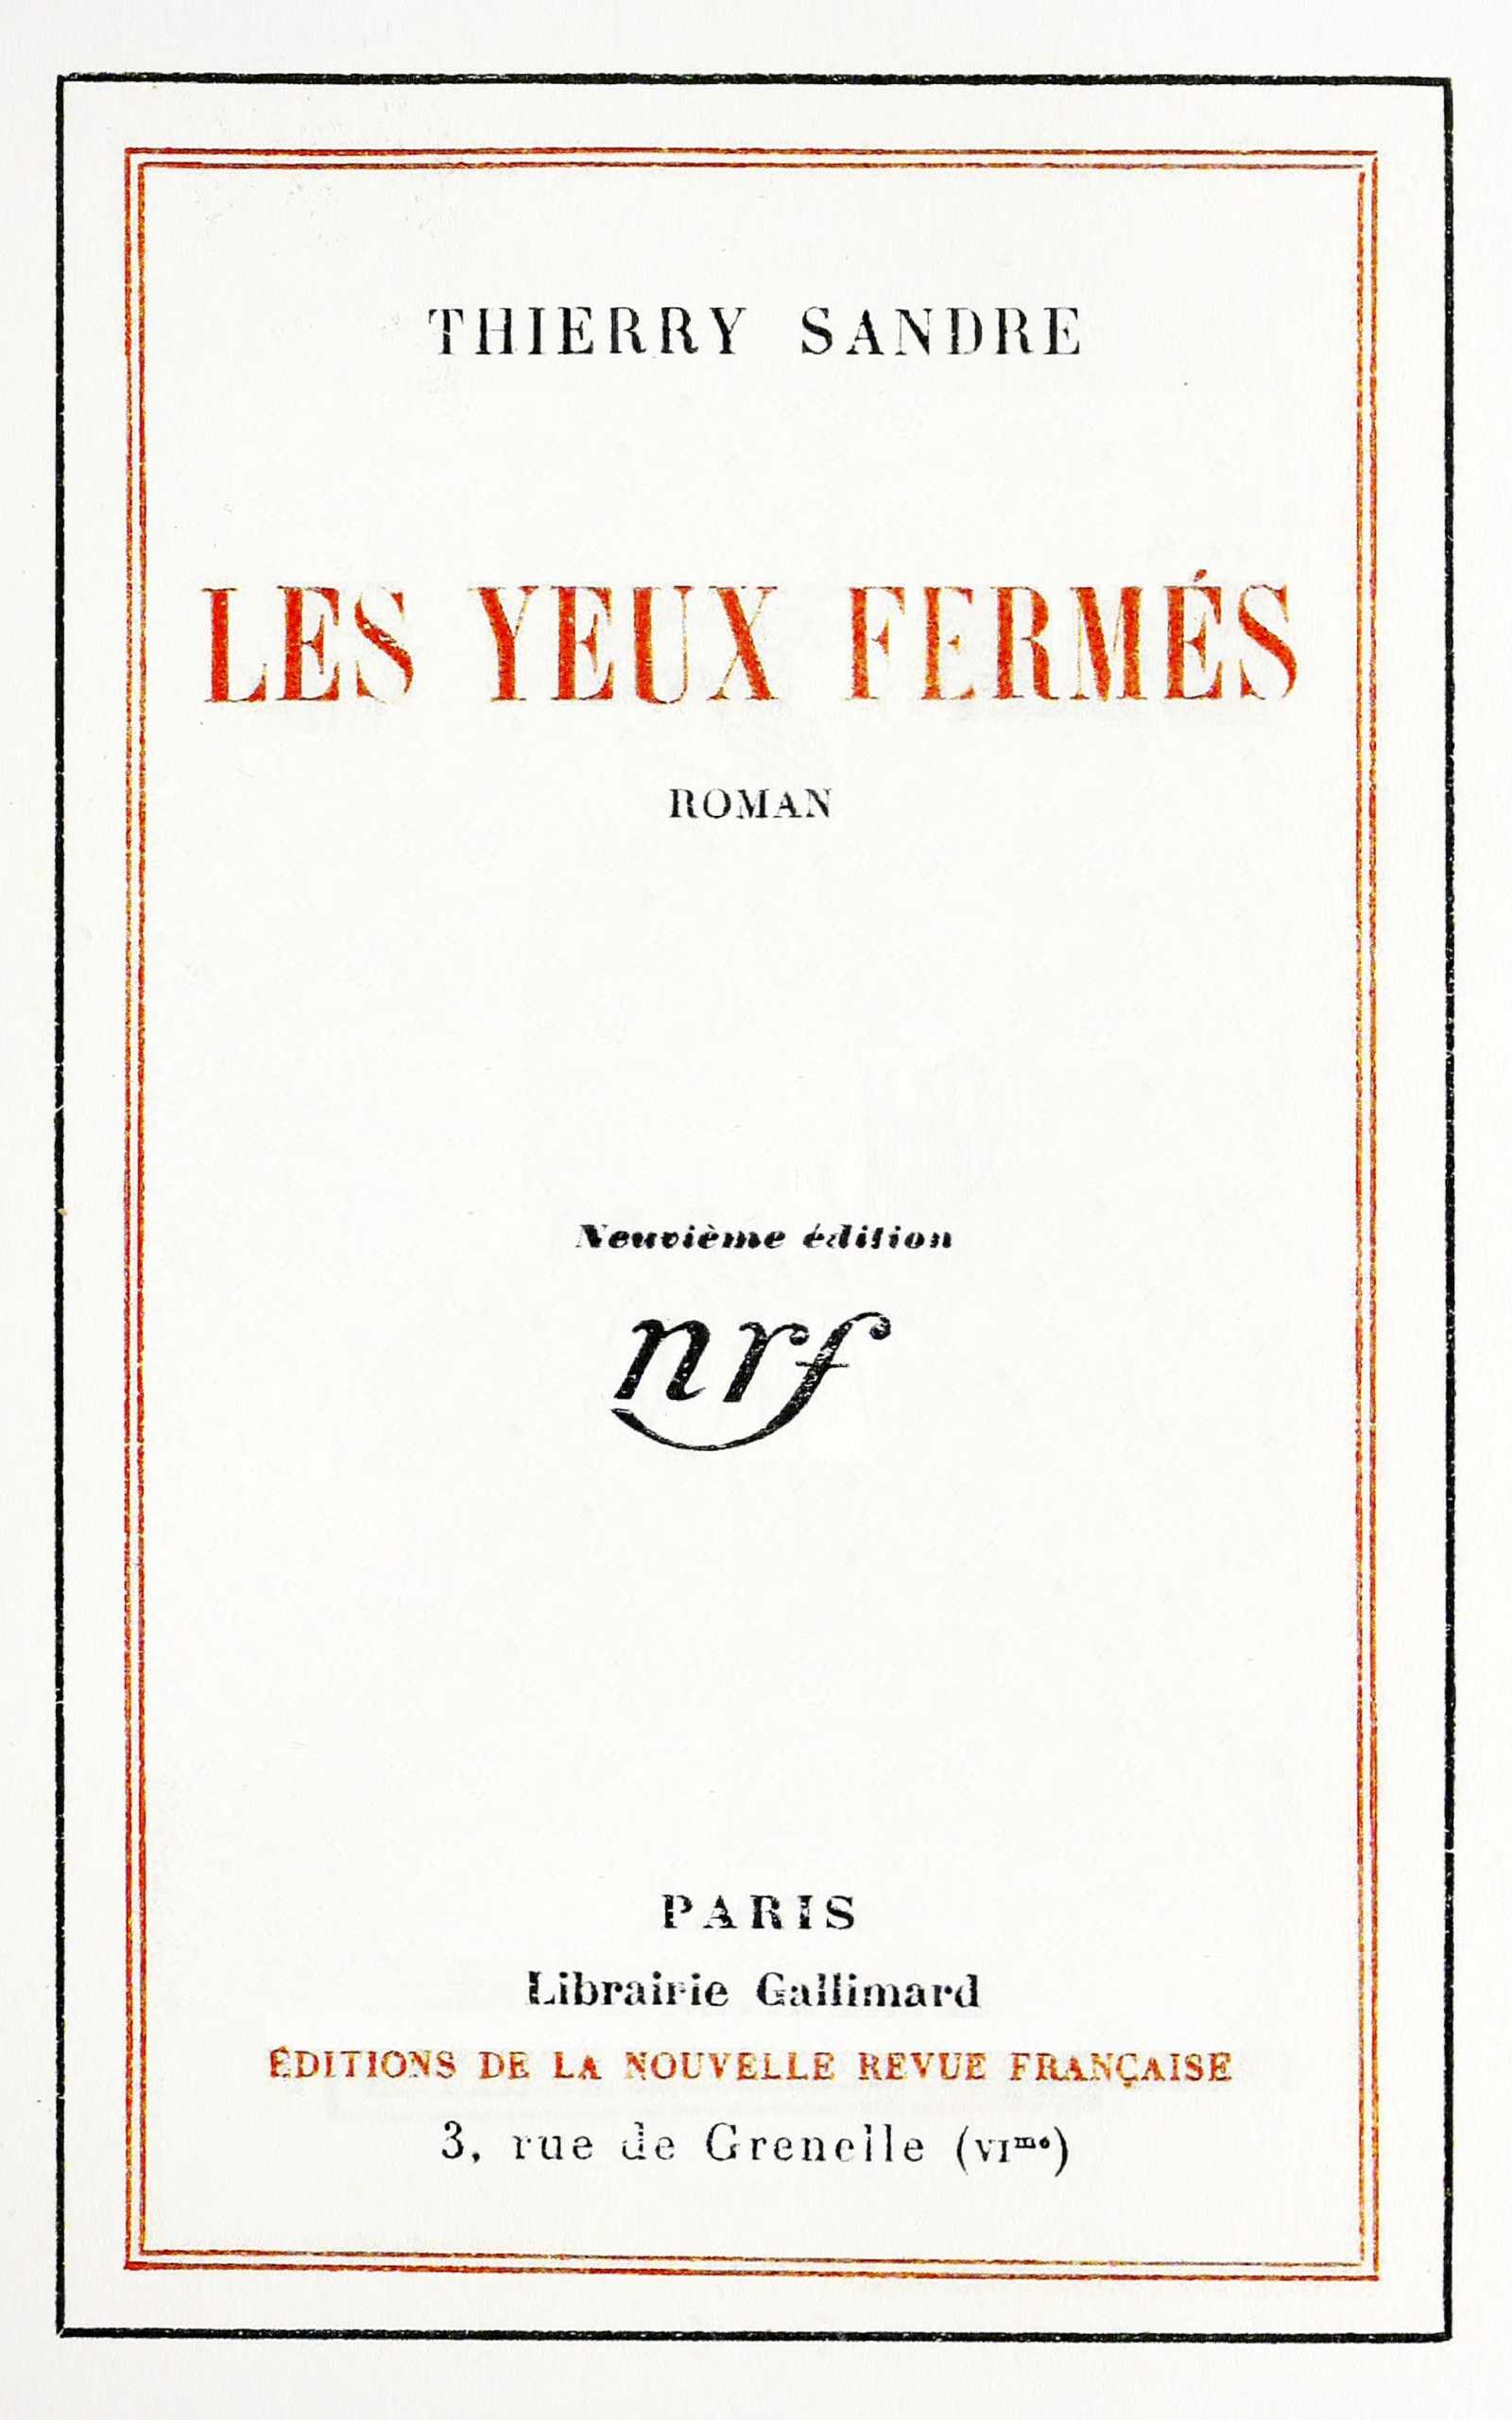 THIERRY SANDRE
LES YEUX FERMÉS
ROMAN
Neuvième édition
nrf
PARIS
Librairie Gallimard
ÉDITIONS DE LA NOUVELLE REVUE FRANÇAISE
3, rue de Grenelle (VIme)